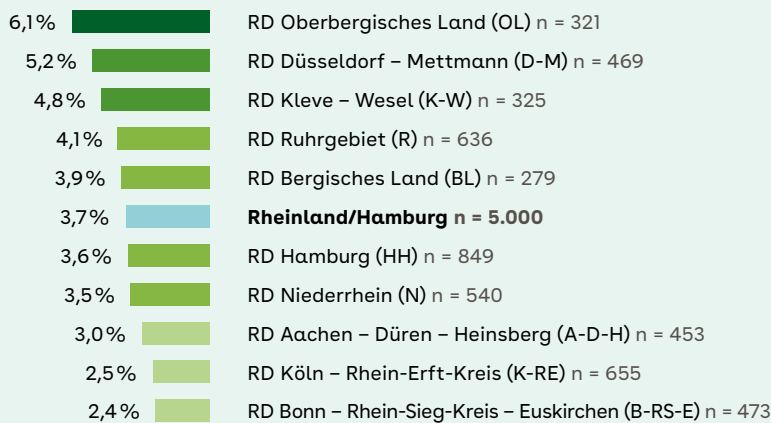 6,1% RD Oberbergisches Land (OL) n = 321
5,2% RD Düsseldorf – Mettmann (D-M) n = 469
4,8% RD Kleve – Wesel (K-W) n = 325
4,1% RD Ruhrgebiet (R) n = 636
3,9% RD Bergisches Land (BL) n = 279
3,7% Rheinland/Hamburg n = 5.000
3,6% RD Hamburg (HH) n = 849
3,5% RD Niederrhein (N) n = 540
3,0% RD Aachen – Düren – Heinsberg (A-D-H) n = 453
2,5% RD Köln – Rhein-Erft-Kreis (K-RE) n = 655
2,4% RD Bonn – Rhein-Sieg-Kreis – Euskirchen (B-RS-E) n = 473